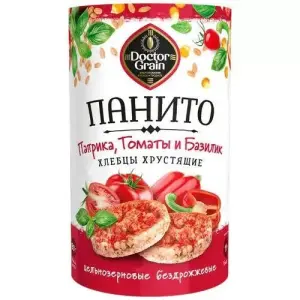 Doctor
Grain
ПАНИТО
Паприка, Томаты и Базилик
ХЛЕБЦЫ ХРУСТЯЩИЕ
цельнозерновые бездрожжевые